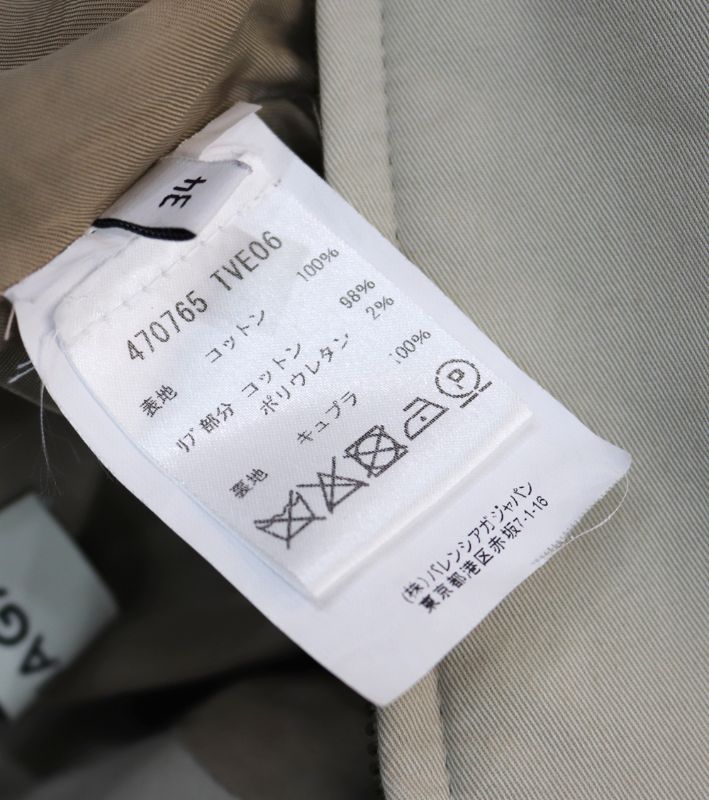 34
470765 TVE06
表地 コットン 100%
リブ部分 コットン 98%
ポリウレタン 2%
裏地 キュプラ 100%
P
(株)バレンシアガジャパン
東京都港区赤坂7-1-16
AG